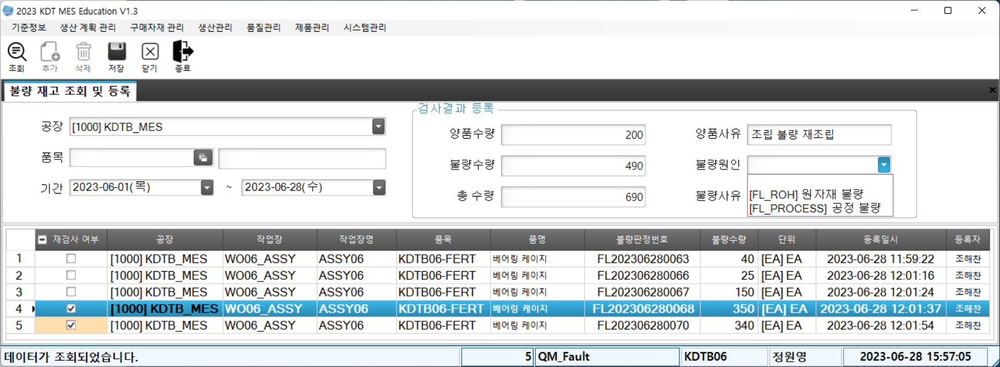 2023 KDT MES Education V1.3
기준정보 생산 계획 관리 구매자재 관리 생산관리 품질관리 제품관리 시스템관리
조회 추가 삭제 저장 닫기 종료
불량 재고 조회 및 등록
검사결과 등록
공장 [1000] KDTB_MES 양품수량 200 양품사유 조립 불량 재조립
품목 불량수량 490 불량원인
기간 2023-06-01(목) ~ 2023-06-28(수) 총 수량 690 불량사유 [FL_ROH] 원자재 불량
[FL_PROCESS] 공정 불량
재검사 여부 공장 작업장 작업장명 품목 품명 불량판정번호 불량수량 단위 등록일시 등록자
1 [1000] KDTB_MES WO06_ASSY ASSY06 KDTB06-FERT 베어링 케이지 FL202306280063 40 [EA] EA 2023-06-28 11:59:22 조해찬
2 [1000] KDTB_MES WO06_ASSY ASSY06 KDTB06-FERT 베어링 케이지 FL202306280066 25 [EA] EA 2023-06-28 12:01:16 조해찬
3 [1000] KDTB_MES WO06_ASSY ASSY06 KDTB06-FERT 베어링 케이지 FL202306280067 150 [EA] EA 2023-06-28 12:01:24 조해찬
4 [1000] KDTB_MES WO06_ASSY ASSY06 KDTB06-FERT 베어링 케이지 FL202306280068 350 [EA] EA 2023-06-28 12:01:37 조해찬
5 [1000] KDTB_MES WO06_ASSY ASSY06 KDTB06-FERT 베어링 케이지 FL202306280070 340 [EA] EA 2023-06-28 12:01:54 조해찬
데이터가 조회되었습니다. 5 QM_Fault KDTB06 정원영 2023-06-28 15:57:05